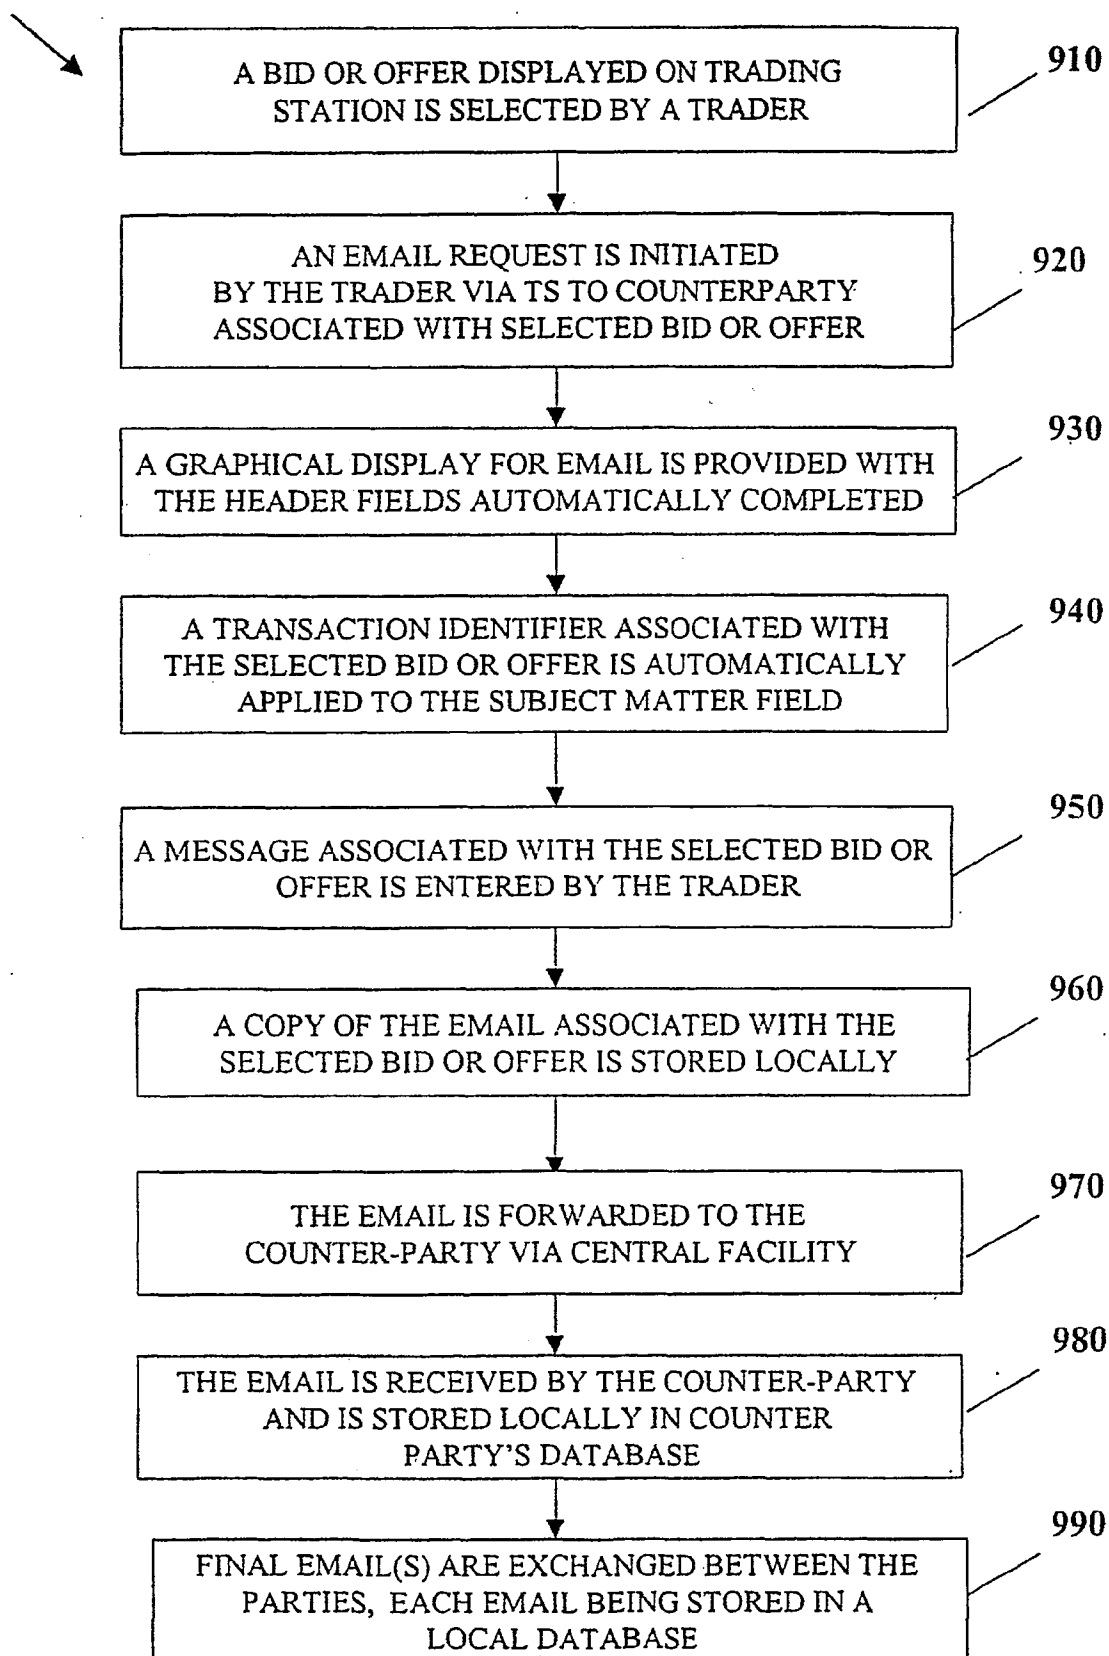 A BID OR OFFER DISPLAYED ON TRADING
STATION IS SELECTED BY A TRADER
910
AN EMAIL REQUEST IS INITIATED
BY THE TRADER VIA TS TO COUNTERPARTY
ASSOCIATED WITH SELECTED BID OR OFFER
920
A GRAPHICAL DISPLAY FOR EMAIL IS PROVIDED WITH
THE HEADER FIELDS AUTOMATICALLY COMPLETED
930
A TRANSACTION IDENTIFIER ASSOCIATED WITH
THE SELECTED BID OR OFFER IS AUTOMATICALLY
APPLIED TO THE SUBJECT MATTER FIELD
940
A MESSAGE ASSOCIATED WITH THE SELECTED BID OR
OFFER IS ENTERED BY THE TRADER
950
A COPY OF THE EMAIL ASSOCIATED WITH THE
SELECTED BID OR OFFER IS STORED LOCALLY
960
THE EMAIL IS FORWARDED TO THE
COUNTER-PARTY VIA CENTRAL FACILITY
970
THE EMAIL IS RECEIVED BY THE COUNTER-PARTY
AND IS STORED LOCALLY IN COUNTER
PARTY'S DATABASE
980
FINAL EMAIL(S) ARE EXCHANGED BETWEEN THE
PARTIES, EACH EMAIL BEING STORED IN A
LOCAL DATABASE
990